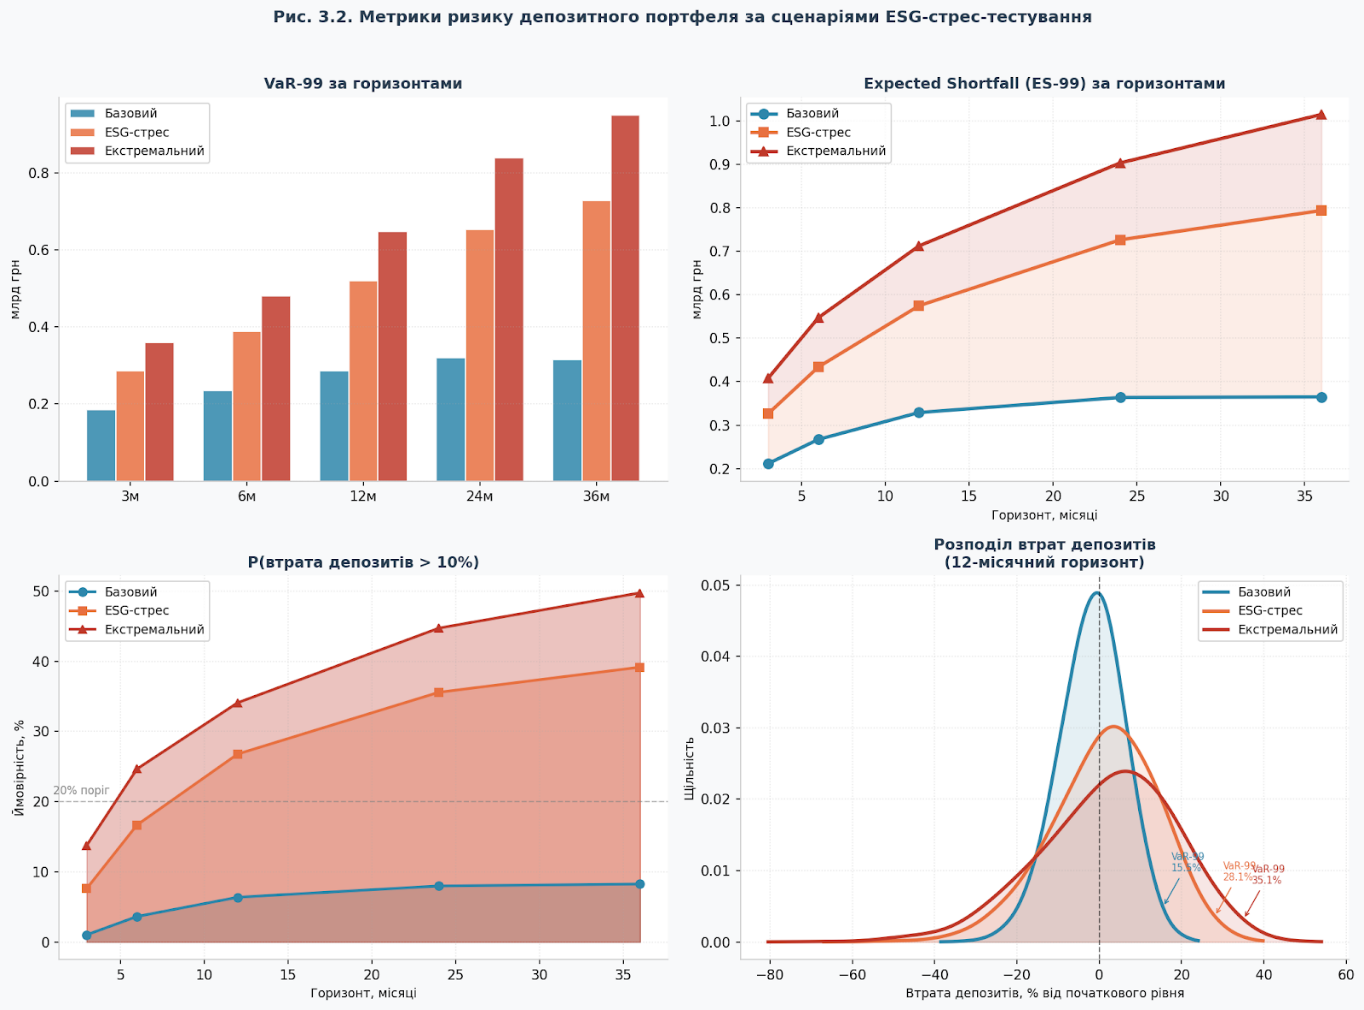 Рис. 3.2. Метрики ризику депозитного портфеля за сценаріями ESG-стрес-тестування
VaR-99 за горизонтами
Базовий
ESG-стрес
Екстремальний
млрд грн
0.8
0.6
0.4
0.2
0.0
3м 6м 12м 24м 36м
Expected Shortfall (ES-99) за горизонтами
Базовий
ESG-стрес
Екстремальний
млрд грн
1.0
0.9
0.8
0.7
0.6
0.5
0.4
0.3
0.2
5 10 15 20 25 30 35
Горизонт, місяці
P(втрата депозитів > 10%)
Базовий
ESG-стрес
Екстремальний
Ймовірність, %
50
40
30
20% поріг
20
10
0
5 10 15 20 25 30 35
Горизонт, місяці
Розподіл втрат депозитів
(12-місячний горизонт)
Базовий
ESG-стрес
Екстремальний
Щільність
0.05
0.04
0.03
0.02
0.01
0.00
VaR-99
VaR-99
28.1%
VaR-99
35.1%
−80 −60 −40 −20 0 20 40 60
Втрата депозитів, % від початкового рівня